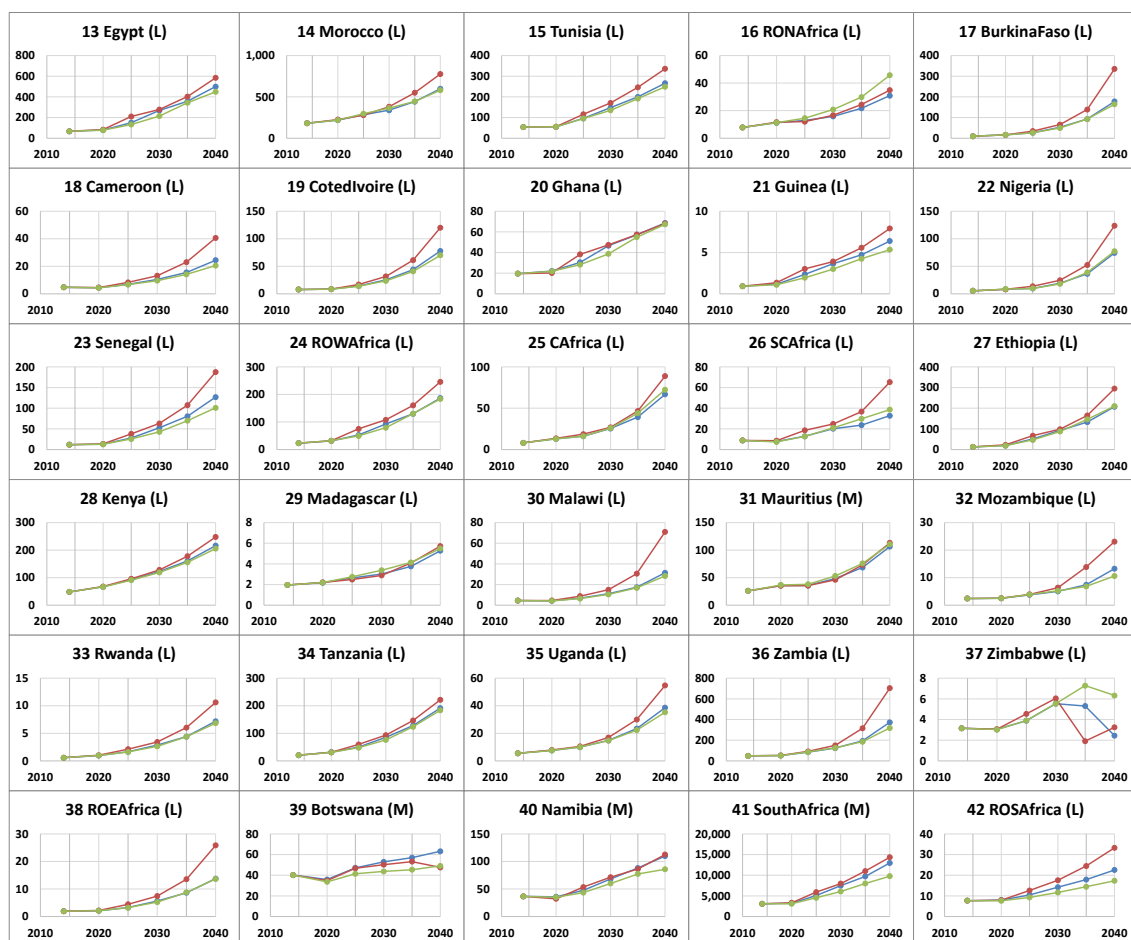 13 Egypt (L)
800
600
400
200
0
2010 2020 2030 2040
14 Morocco (L)
1,000
500
0
2010 2020 2030 2040
15 Tunisia (L)
400
300
200
100
0
2010 2020 2030 2040
16 RONAfrica (L)
60
40
20
0
2010 2020 2030 2040
17 BurkinaFaso (L)
400
300
200
100
0
2010 2020 2030 2040
18 Cameroon (L)
60
40
20
0
2010 2020 2030 2040
19 CotedIvoire (L)
150
100
50
0
2010 2020 2030 2040
20 Ghana (L)
80
60
40
20
0
2010 2020 2030 2040
21 Guinea (L)
10
5
0
2010 2020 2030 2040
22 Nigeria (L)
150
100
50
0
2010 2020 2030 2040
23 Senegal (L)
200
150
100
50
0
2010 2020 2030 2040
24 ROWAfrica (L)
300
200
100
0
2010 2020 2030 2040
25 CAfrica (L)
100
50
0
2010 2020 2030 2040
26 SCAfrica (L)
80
60
40
20
0
2010 2020 2030 2040
27 Ethiopia (L)
400
300
200
100
0
2010 2020 2030 2040
28 Kenya (L)
300
200
100
0
2010 2020 2030 2040
29 Madagascar (L)
8
6
4
2
0
2010 2020 2030 2040
30 Malawi (L)
80
60
40
20
0
2010 2020 2030 2040
31 Mauritius (M)
150
100
50
0
2010 2020 2030 2040
32 Mozambique (L)
30
20
10
0
2010 2020 2030 2040
33 Rwanda (L)
15
10
5
0
2010 2020 2030 2040
34 Tanzania (L)
300
200
100
0
2010 2020 2030 2040
35 Uganda (L)
60
40
20
0
2010 2020 2030 2040
36 Zambia (L)
800
600
400
200
0
2010 2020 2030 2040
37 Zimbabwe (L)
8
6
4
2
0
2010 2020 2030 2040
38 ROEAfrica (L)
30
20
10
0
2010 2020 2030 2040
39 Botswana (M)
80
60
40
20
0
2010 2020 2030 2040
40 Namibia (M)
150
100
50
0
2010 2020 2030 2040
41 SouthAfrica (M)
20,000
15,000
10,000
5,000
0
2010 2020 2030 2040
42 ROSAfrica (L)
40
30
20
10
0
2010 2020 2030 2040